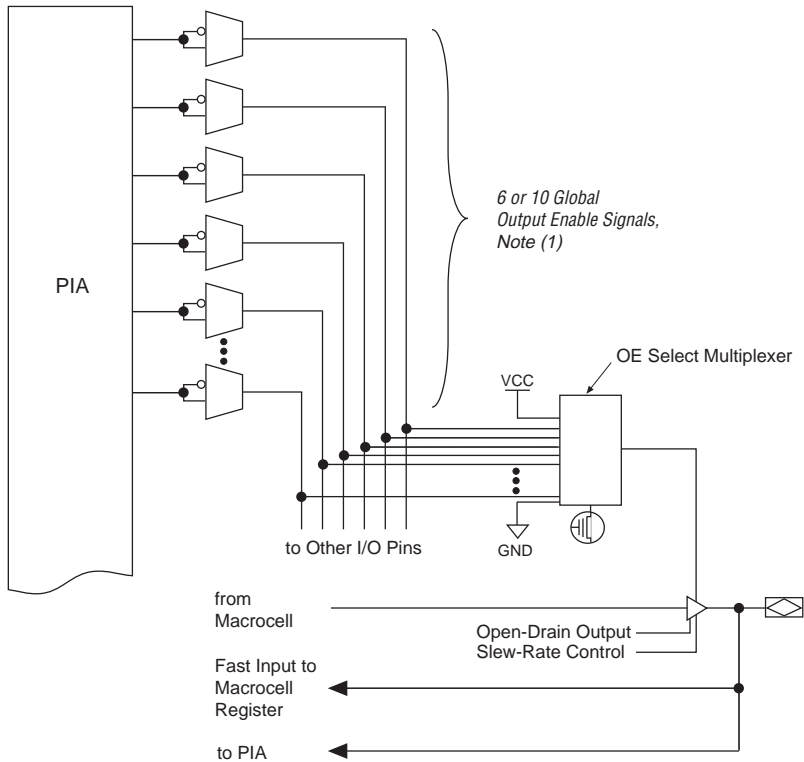 PIA
6 or 10 Global
Output Enable Signals,
Note (1)
OE Select Multiplexer
VCC
GND
to Other I/O Pins
from
Macrocell
Open-Drain Output
Slew-Rate Control
Fast Input to
Macrocell
Register
to PIA